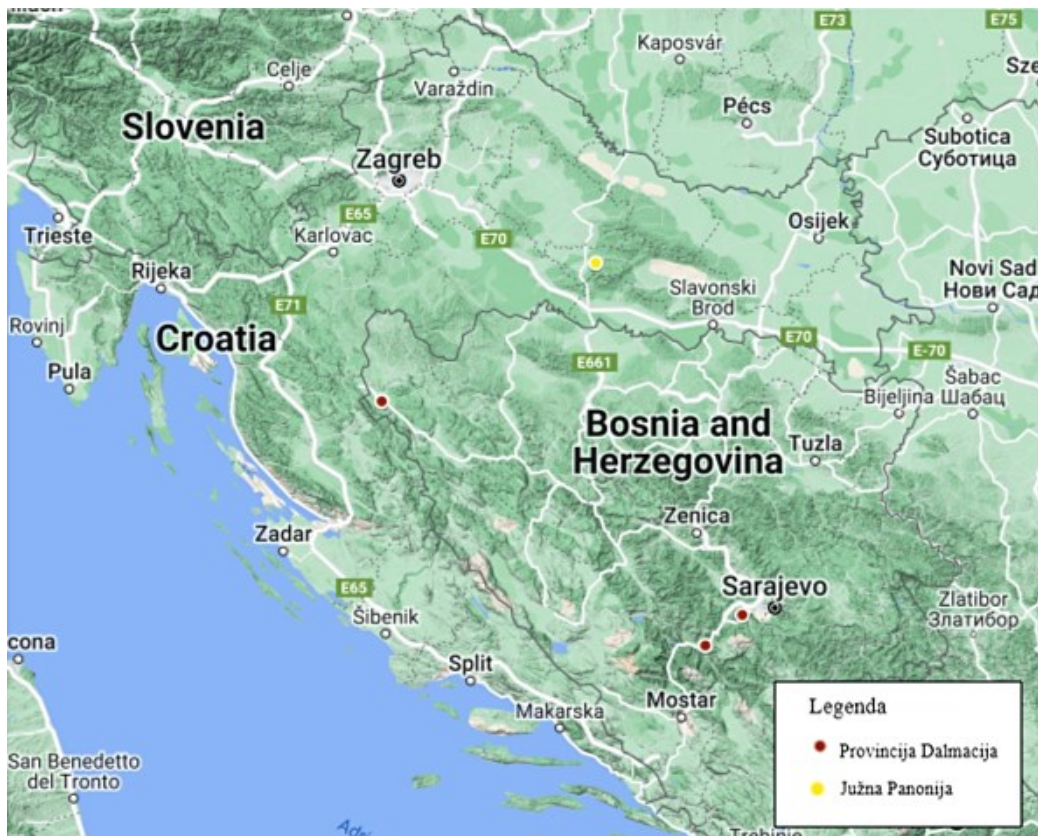 Kaposvár
E73
E75
Celje
Varaždin
Sze
Slovenia
Pécs
Subotica
Суботица
Zagreb
E65
Osijek
Trieste
Karlovac
E70
Rijeka
Novi Sad
Нови Сад
Slavonski
Brod
E71
Rovinj
Croatia
E70
E-70
Pula
E661
Šabac
Шабац
Bijeljina
Bosnia and
Herzegovina
Tuzla
Zenica
Zadar
Sarajevo
E65
Zlatibor
Златибор
Šibenik
cona
Split
Mostar
Makarska
Legenda
Provincija Dalmacija
Južna Panonija
San Benedetto
del Tronto
Trebinje